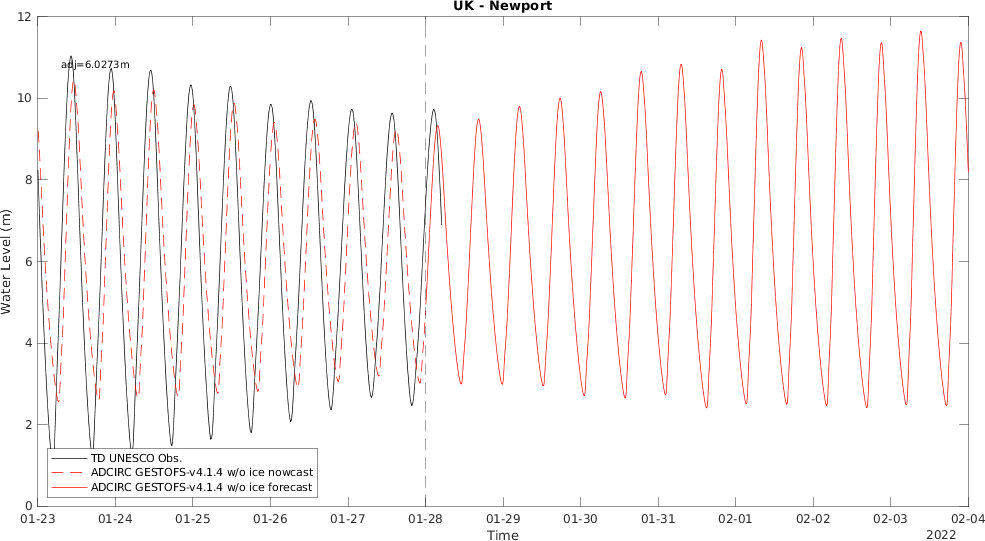 UK - Newport
adj=6.0273m
12
10
8
6
4
2
0
Water Level (m)
TD UNESCO Obs.
ADCIRC GESTOFS-v4.1.4 w/o ice nowcast
ADCIRC GESTOFS-v4.1.4 w/o ice forecast
01-23 01-24 01-25 01-26 01-27 01-28 01-29 01-30 01-31 02-01 02-02 02-03 02-04
Time
2022